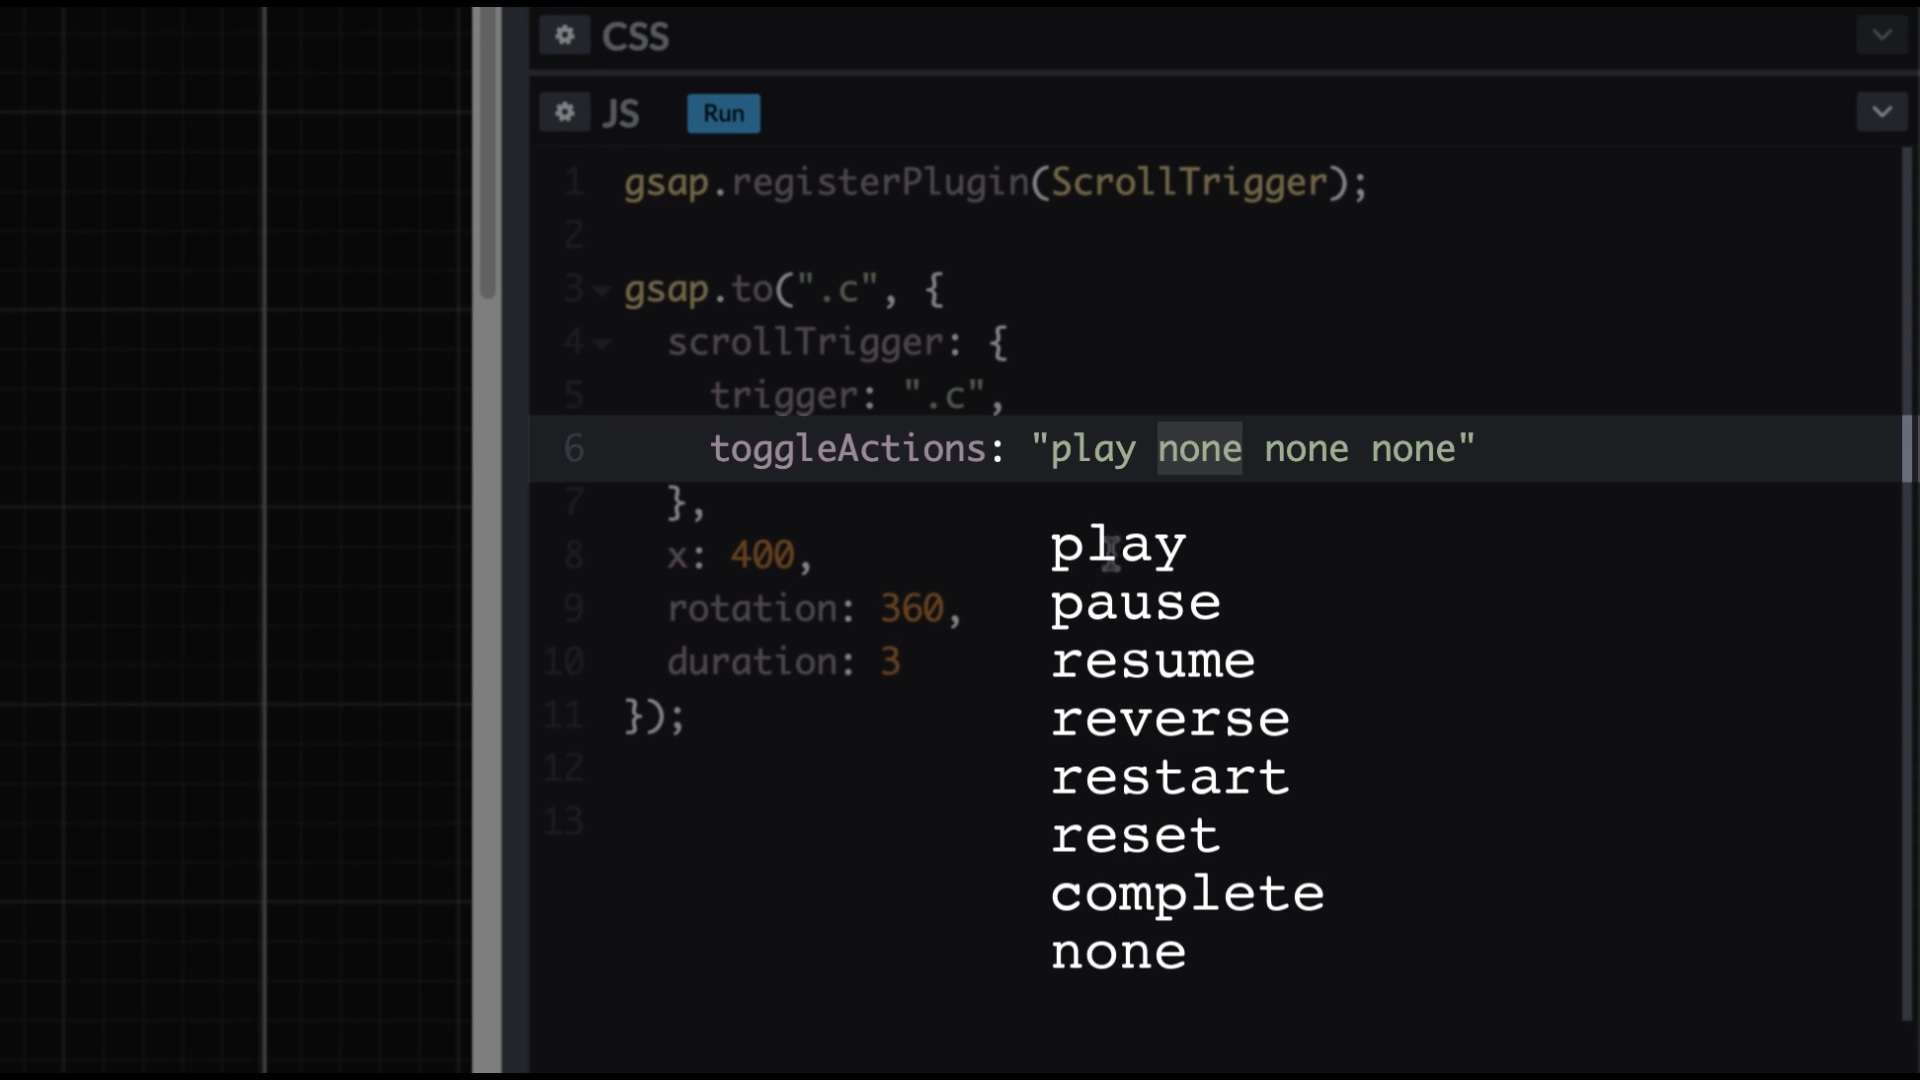 CSS
JS Run
1 gsap.registerPlugin(ScrollTrigger);
2
3 gsap.to(".c", {
4 scrollTrigger: {
5 trigger: ".c",
6 toggleActions: "play none none none"
7 },
8 x: 400,
9 rotation: 360,
10 duration: 3
11 });
12
13
play
pause
resume
reverse
restart
reset
complete
none